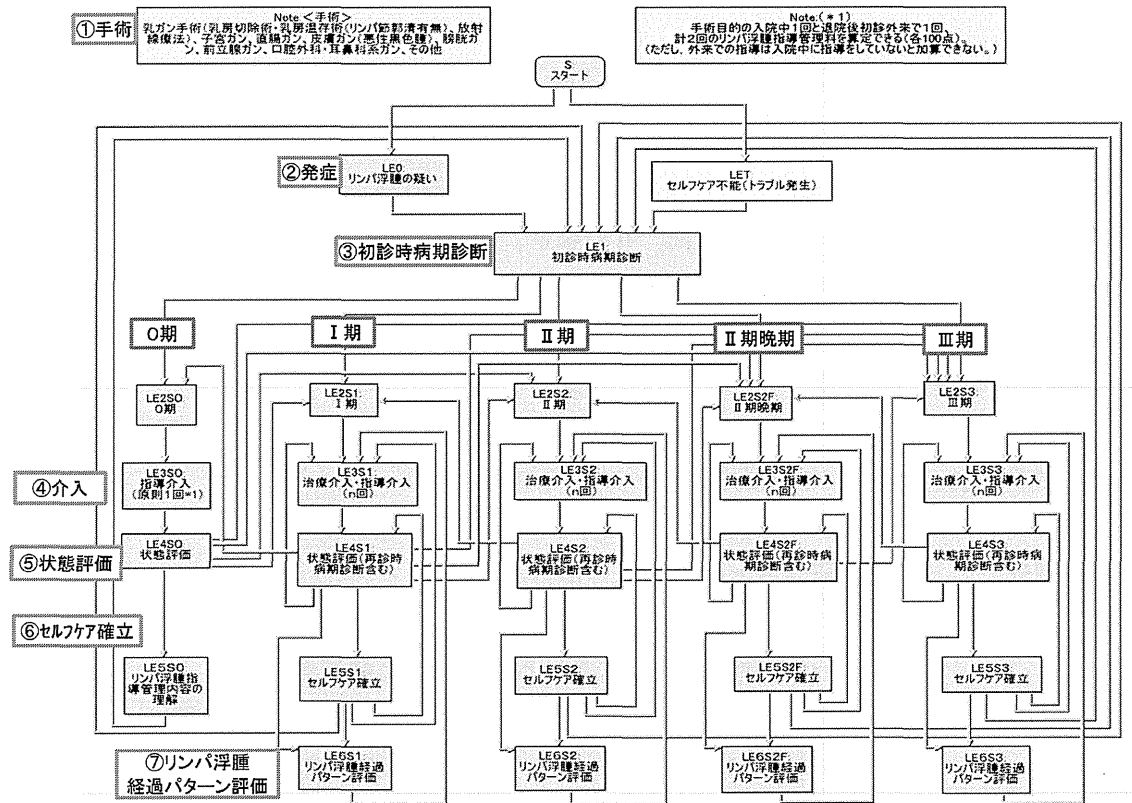 ①手術
Note <手術>
乳ガン手術(乳房切除術・乳房温存術(リンパ節郭清有無)、放射
線療法)、子宮ガン、直腸ガン、皮膚ガン(悪性黒色腫)、膀胱ガ
ン、前立腺ガン、口腔外科・耳鼻科系ガン、その他
Note:(*1)
手術目的の入院中1回と退院後初診外来で1回、
計2回のリンパ浮腫指導管理料を算定できる(各100点)。
(ただし、外来での指導は入院中に指導をしていないと加算できない。)
S
スタート
②発症
LE0:
リンパ浮腫の疑い
LET
セルフケア不能(トラブル発生)
③初診時病期診断
LE1:
初診時病期診断
0期
Ⅰ期
Ⅱ期
Ⅱ期晩期
Ⅲ期
LE2S0:
0期
LE2S1:
Ⅰ期
LE2S2:
Ⅱ期
LE2S2F:
Ⅱ期晩期
LE2S3:
Ⅲ期
④介入
LE3S0:
指導介入
(原則1回*1)
LE3S1:
治療介入・指導介入
(n回)
LE3S2:
治療介入・指導介入
(n回)
LE3S2F:
治療介入・指導介入
(n回)
LE3S3:
治療介入・指導介入
(n回)
⑤状態評価
LE4S0:
状態評価
LE4S1:
状態評価(再診時
病期診断含む)
LE4S2:
状態評価(再診時
病期診断含む)
LE4S2F:
状態評価(再診時病
期診断含む)
LE4S3:
状態評価(再診時病
期診断含む)
⑥セルフケア確立
LE5S0:
リンパ浮腫指
導管理内容の
理解
LE5S1:
セルフケア確立
LE5S2:
セルフケア確立
LE5S2F:
セルフケア確立
LE5S3:
セルフケア確立
⑦リンパ浮腫
経過パターン評価
LE6S1:
リンパ浮腫経過
パターン評価
LE6S2:
リンパ浮腫経過
パターン評価
LE6S2F:
リンパ浮腫経過
パターン評価
LE6S3:
リンパ浮腫経過
パターン評価